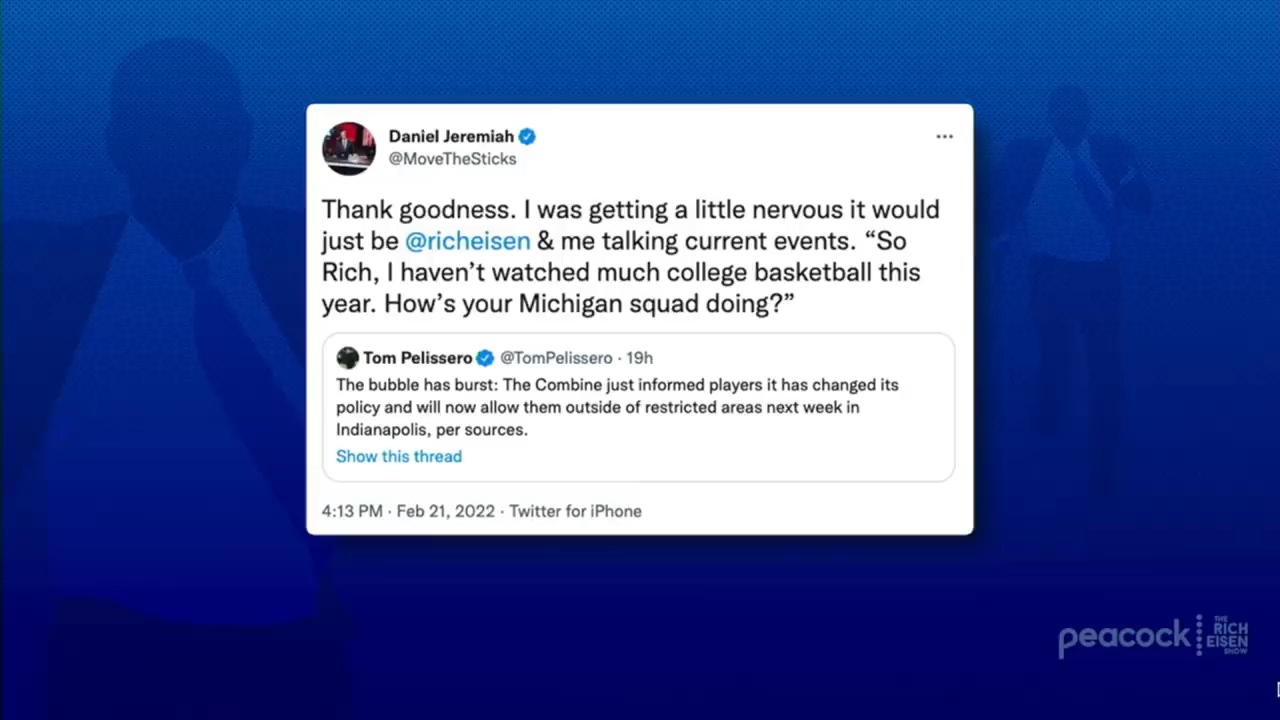 Daniel Jeremiah
@MoveTheSticks
Thank goodness. I was getting a little nervous it would
just be @richeisen & me talking current events. “So
Rich, I haven’t watched much college basketball this
year. How’s your Michigan squad doing?”
Tom Pelissero @TomPelissero · 19h
The bubble has burst: The Combine just informed players it has changed its
policy and will now allow them outside of restricted areas next week in
Indianapolis, per sources.
Show this thread
4:13 PM · Feb 21, 2022 · Twitter for iPhone
peacock
THE
RICH
EISEN
SHOW